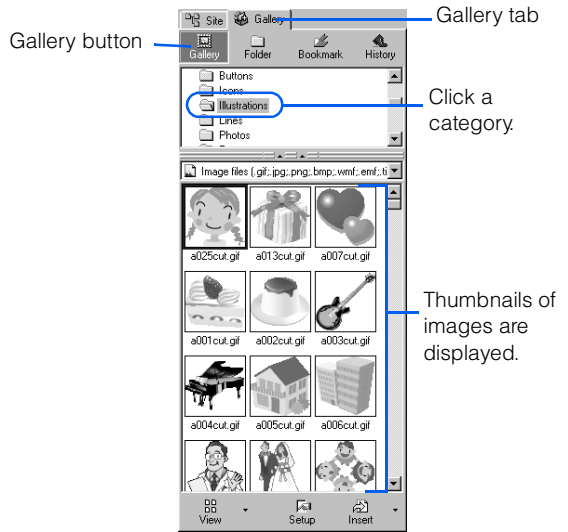 Site Gallery
Gallery tab
Gallery button
Gallery Folder Bookmark History
Buttons
Icons
Illustrations
Lines
Photos
Click a
category.
Image files (.gif;.jpg;.png;.bmp;.wmf;.emf;.ti
a025cut.gif a013cut.gif a007cut.gif
a001cut.gif a002cut.gif a003cut.gif
Thumbnails of
images are
displayed.
a004cut.gif a005cut.gif a006cut.gif
View Setup Insert